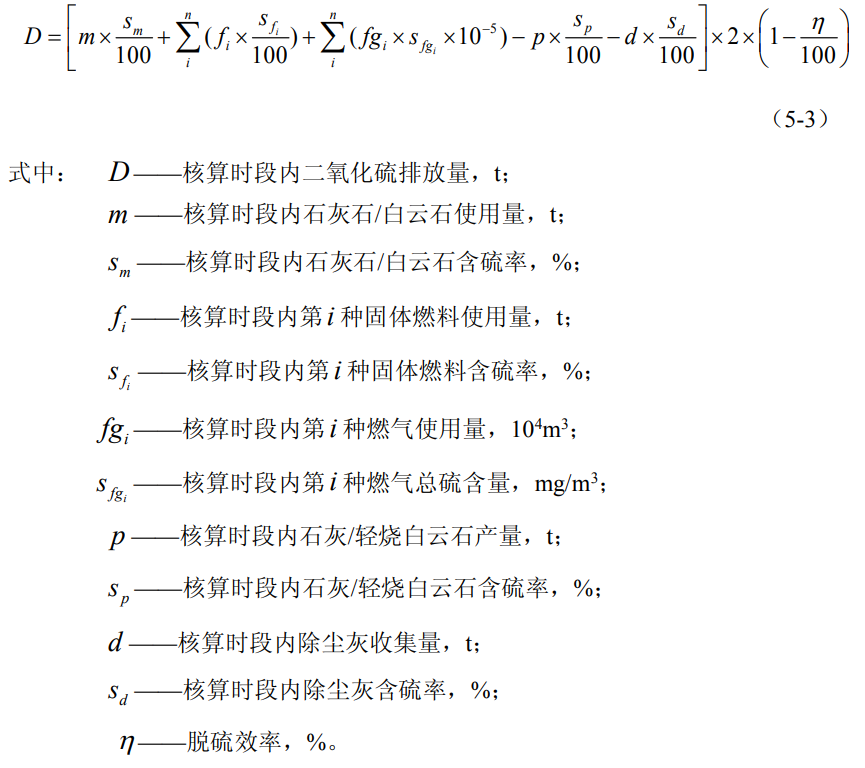 D = [m × s_m/100 + ∑_i^n (f_i × s_{f_i}/100) + ∑_i^n (fg_i × s_{fg_i} × 10^{-5}) − p × s_p/100 − d × s_d/100] × 2 × (1 − η/100)
（5-3）
式中： D——核算时段内二氧化硫排放量，t；
m——核算时段内石灰石/白云石使用量，t；
s_m——核算时段内石灰石/白云石含硫率，%；
f_i——核算时段内第 i 种固体燃料使用量，t；
s_{f_i}——核算时段内第 i 种固体燃料含硫率，%；
fg_i——核算时段内第 i 种燃气使用量，10⁴m³；
s_{fg_i}——核算时段内第 i 种燃气总硫含量，mg/m³；
p——核算时段内石灰/轻烧白云石产量，t；
s_p——核算时段内石灰/轻烧白云石含硫率，%；
d——核算时段内除尘灰收集量，t；
s_d——核算时段内除尘灰含硫率，%；
η——脱硫效率，%。